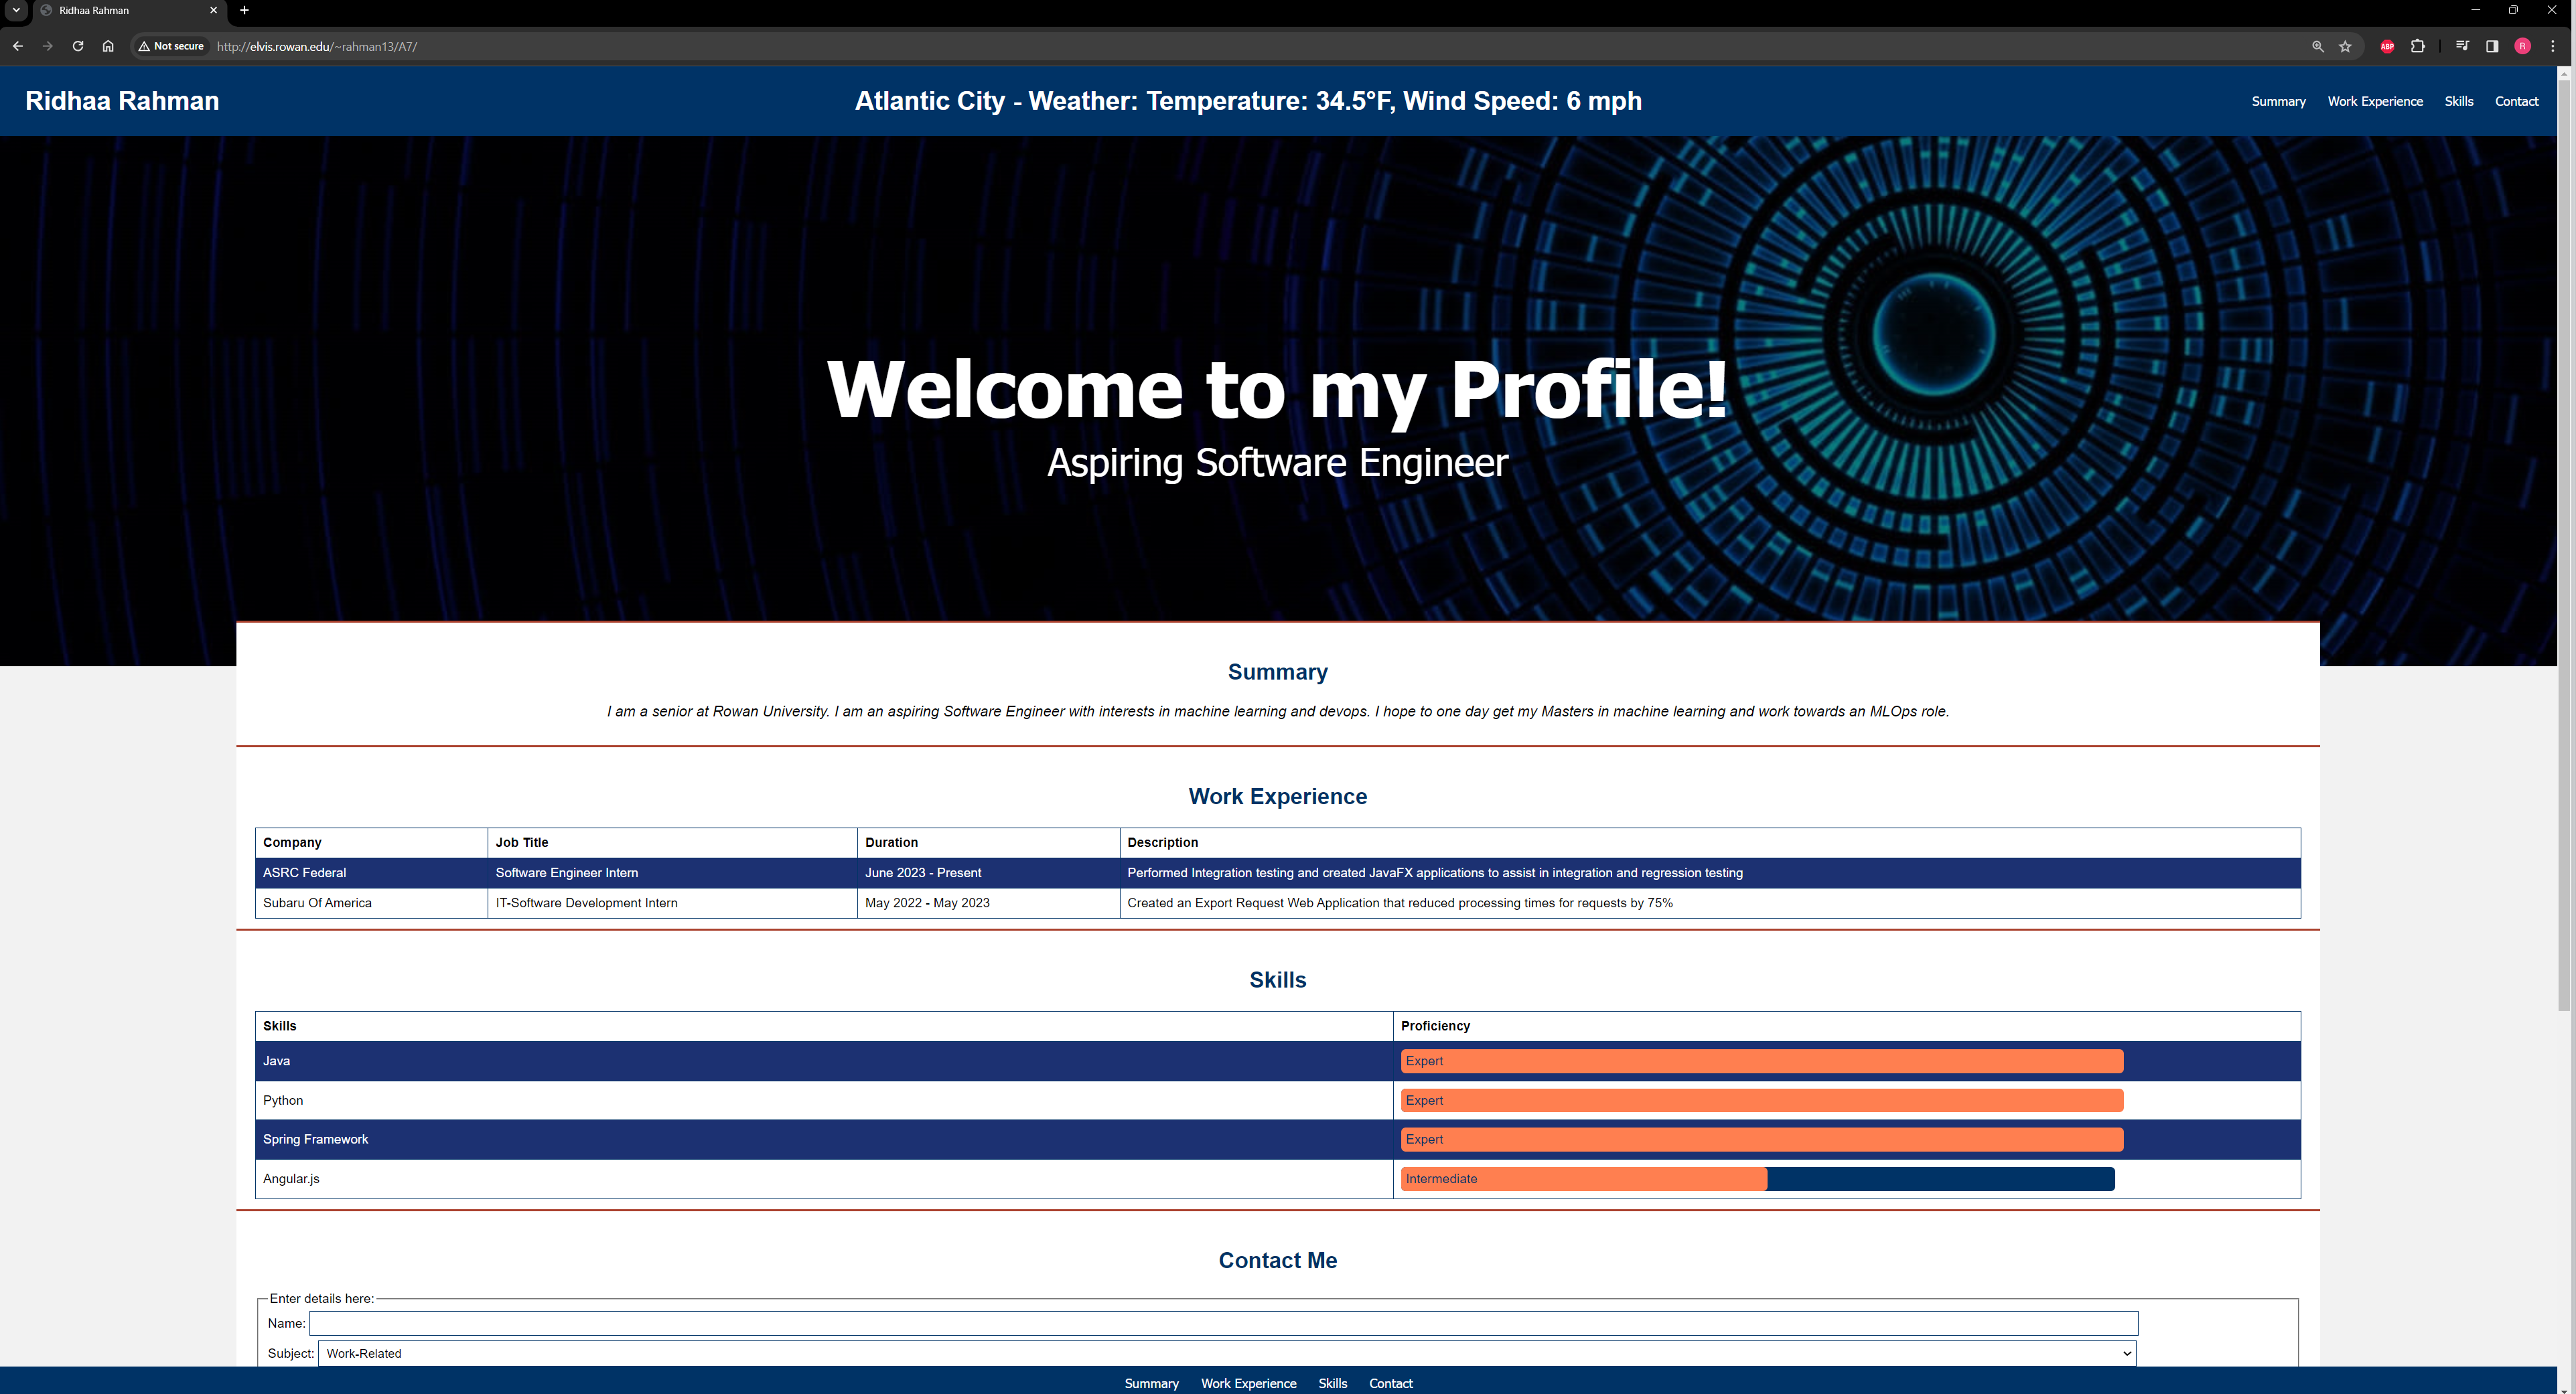 Ridhaa Rahman
Not secure http://elvis.rowan.edu/~rahman13/A7/
ABP
R
Ridhaa Rahman
Atlantic City - Weather: Temperature: 34.5°F, Wind Speed: 6 mph
Summary Work Experience Skills Contact
Welcome to my Profile!
Aspiring Software Engineer
Summary
I am a senior at Rowan University. I am an aspiring Software Engineer with interests in machine learning and devops. I hope to one day get my Masters in machine learning and work towards an MLOps role.
Work Experience
Company Job Title Duration Description
ASRC Federal Software Engineer Intern June 2023 - Present Performed Integration testing and created JavaFX applications to assist in integration and regression testing
Subaru Of America IT-Software Development Intern May 2022 - May 2023 Created an Export Request Web Application that reduced processing times for requests by 75%
Skills
Skills Proficiency
Java Expert
Python Expert
Spring Framework Expert
Angular.js Intermediate
Contact Me
Enter details here:
Name:
Subject: Work-Related
Summary Work Experience Skills Contact